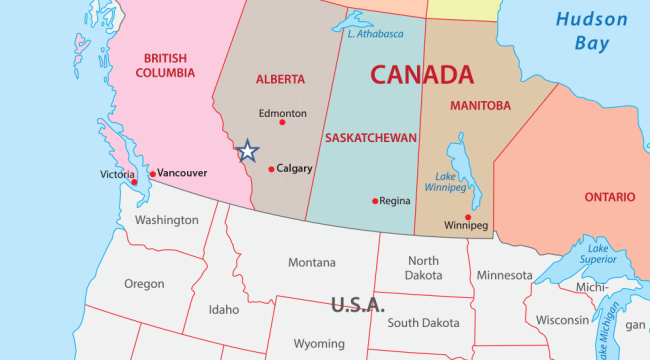 Hudson
Bay
L. Athabasca
BRITISH
COLUMBIA
ALBERTA
CANADA
MANITOBA
Edmonton
SASKATCHEWAN
Calgary
Victoria
Vancouver
Lake
Winnipeg
ONTARIO
Regina
Winnipeg
Washington
Lake
Superior
Montana
North
Dakota
Minnesota
Oregon
Idaho
Michi-
gan
U.S.A.
South Dakota
Wisconsin
Lake Michigan
Wyoming